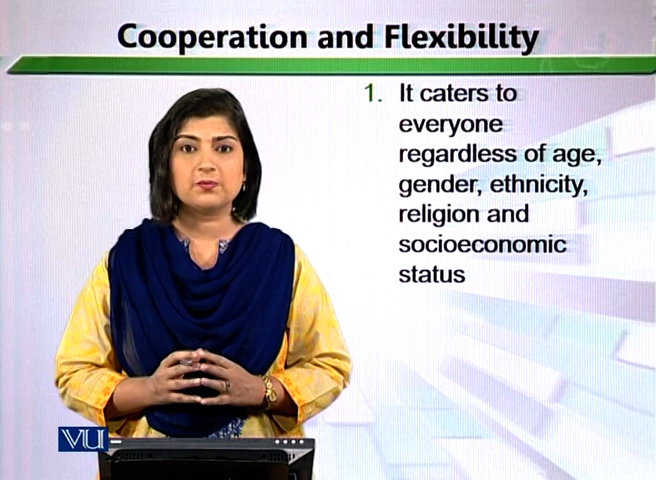 Cooperation and Flexibility
1. It caters to
everyone
regardless of age,
gender, ethnicity,
religion and
socioeconomic
status
VU